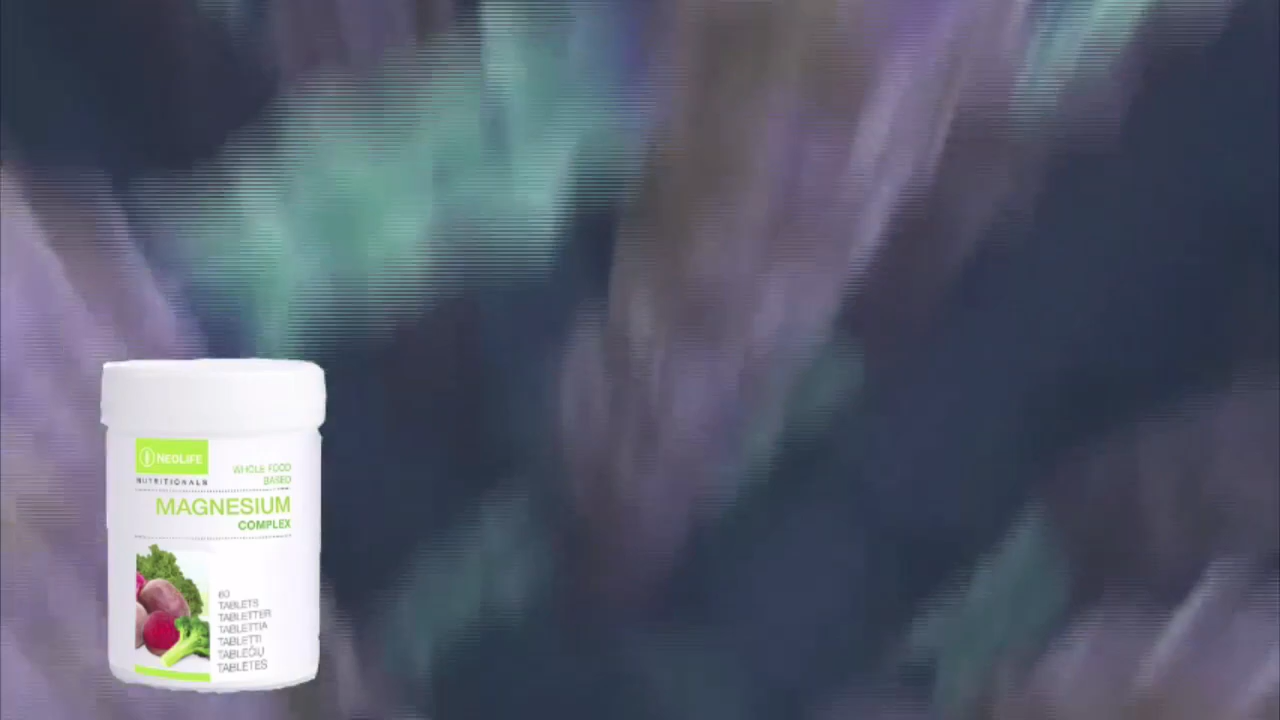 NEOLIFE
NUTRITIONALS
WHOLE FOOD
BASED
MAGNESIUM
COMPLEX
60
TABLETS
TABLETTER
TABLETTIA
TABLETTI
TABLEČIŲ
TABLETES